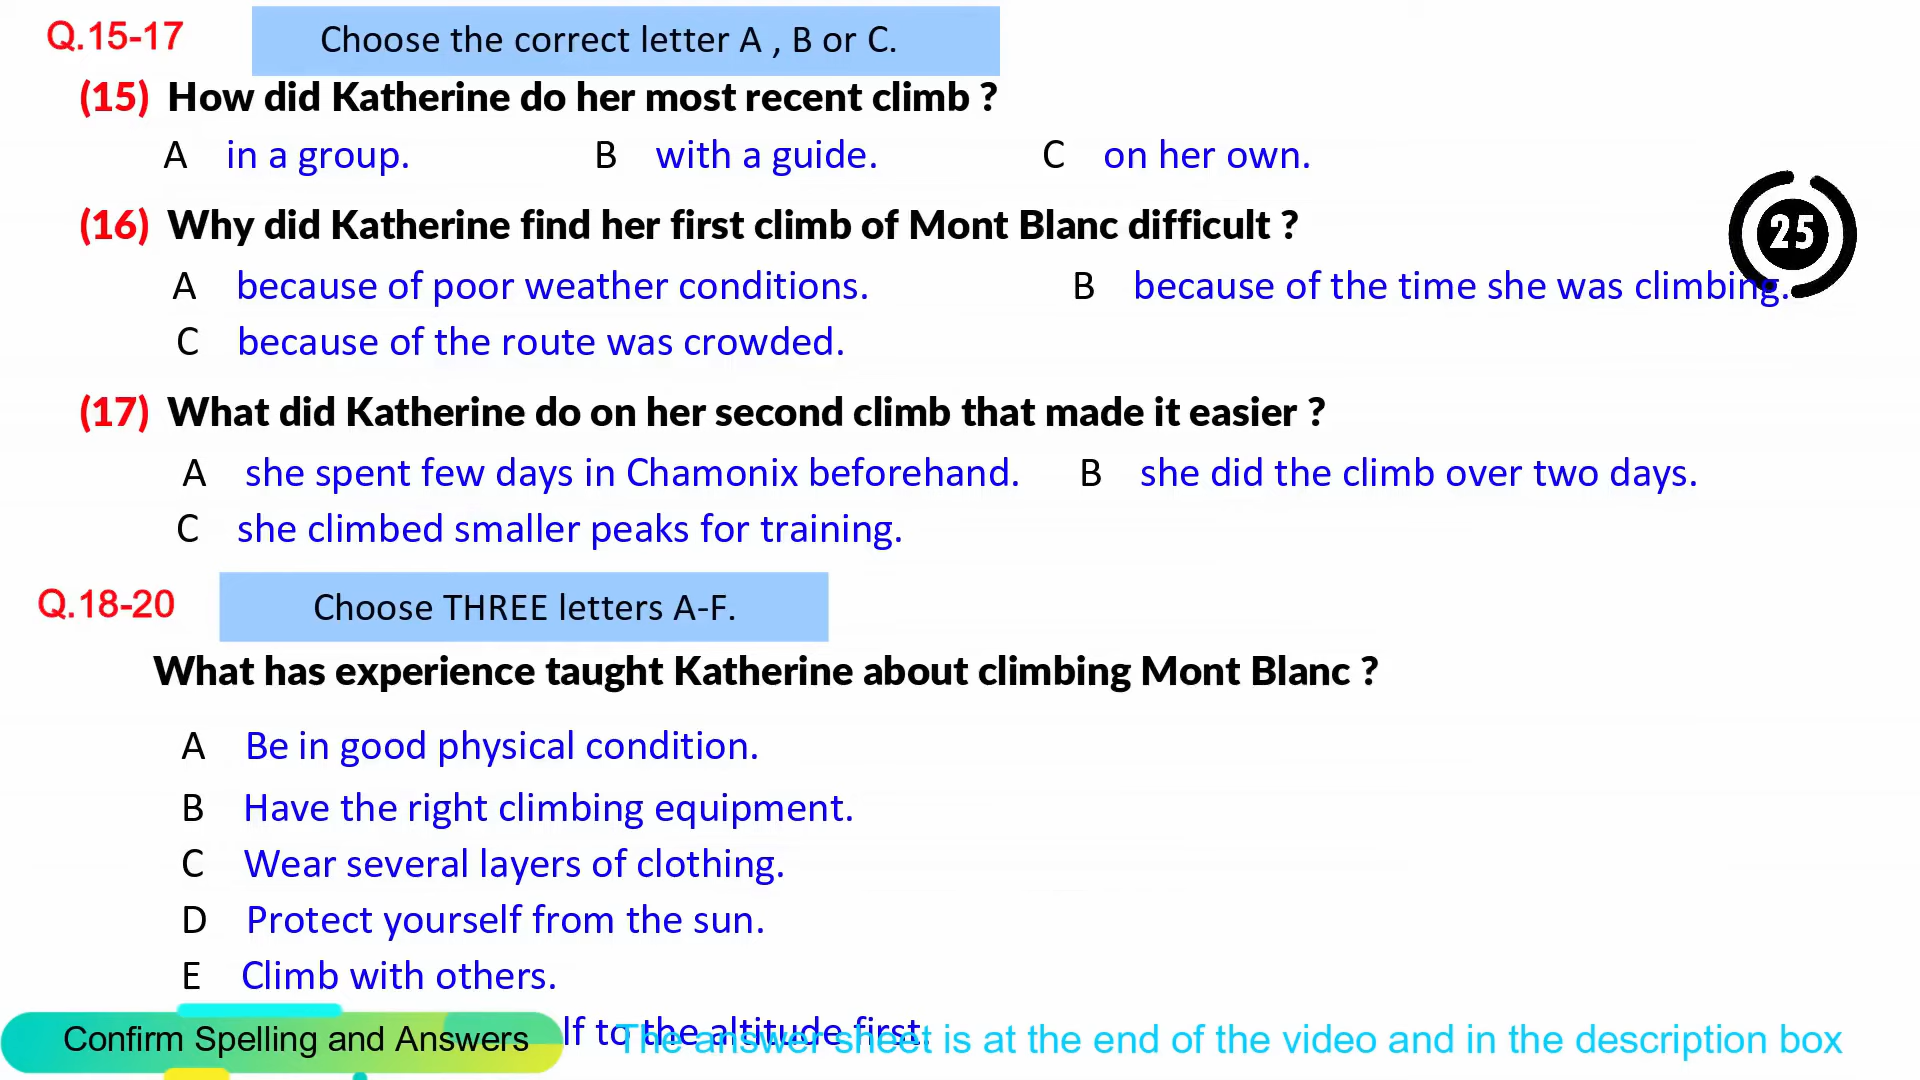 Q.15-17 Choose the correct letter A , B or C.
(15) How did Katherine do her most recent climb ?
A in a group. B with a guide. C on her own.
(16) Why did Katherine find her first climb of Mont Blanc difficult ?
25
A because of poor weather conditions. B because of the time she was climbing.
C because of the route was crowded.
(17) What did Katherine do on her second climb that made it easier ?
A she spent few days in Chamonix beforehand. B she did the climb over two days.
C she climbed smaller peaks for training.
Q.18-20 Choose THREE letters A-F.
What has experience taught Katherine about climbing Mont Blanc ?
A Be in good physical condition.
B Have the right climbing equipment.
C Wear several layers of clothing.
D Protect yourself from the sun.
E Climb with others.
lf to the altitude first.
Confirm Spelling and Answers The answer sheet is at the end of the video and in the description box